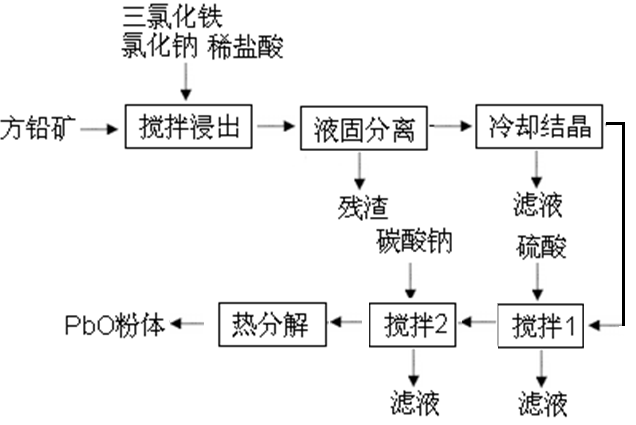 三氯化铁
氯化钠 稀盐酸
方铅矿
搅拌浸出
液固分离
冷却结晶
残渣
滤液
碳酸钠
硫酸
PbO粉体
热分解
搅拌2
搅拌1
滤液
滤液